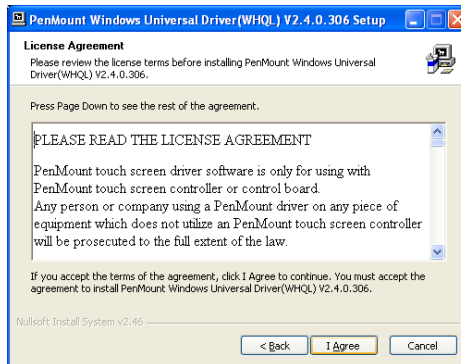 PenMount Windows Universal Driver(WHQL) V2.4.0.306 Setup
License Agreement
Please review the license terms before installing PenMount Windows Universal
Driver(WHQL) V2.4.0.306.
Press Page Down to see the rest of the agreement.
PLEASE READ THE LICENSE AGREEMENT
PenMount touch screen driver software is only for using with
PenMount touch screen controller or control board.
Any person or company using a PenMount driver on any piece of
equipment which does not utilize an PenMount touch screen controller
will be prosecuted to the full extent of the law.
If you accept the terms of the agreement, click I Agree to continue. You must accept the
agreement to install PenMount Windows Universal Driver(WHQL) V2.4.0.306.
Nullsoft Install System v2.46
< Back I Agree Cancel